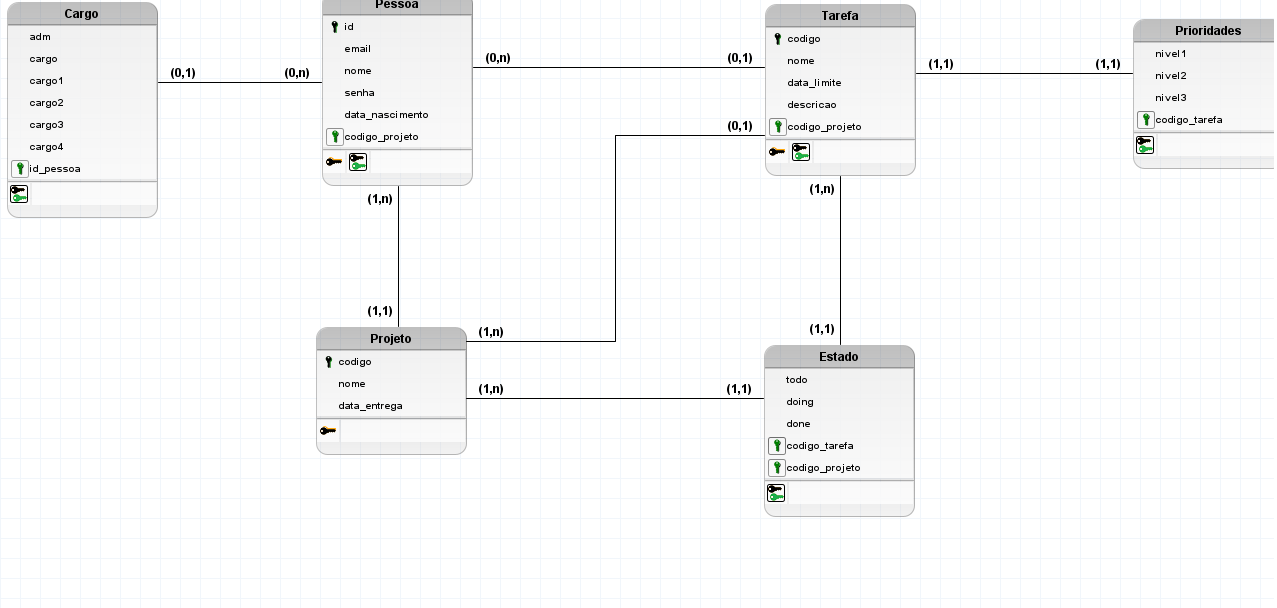 Cargo
adm
cargo
cargo1
cargo2
cargo3
cargo4
id_pessoa
(0,1)
(0,n)
Pessoa
id
email
nome
senha
data_nascimento
codigo_projeto
(0,n)
(0,1)
(1,n)
(1,1)
Tarefa
codigo
nome
data_limite
descricao
codigo_projeto
(0,1)
(1,1)
(1,1)
(1,n)
(1,1)
Prioridades
nivel1
nivel2
nivel3
codigo_tarefa
Projeto
codigo
nome
data_entrega
(1,n)
(1,n)
(1,1)
Estado
todo
doing
done
codigo_tarefa
codigo_projeto